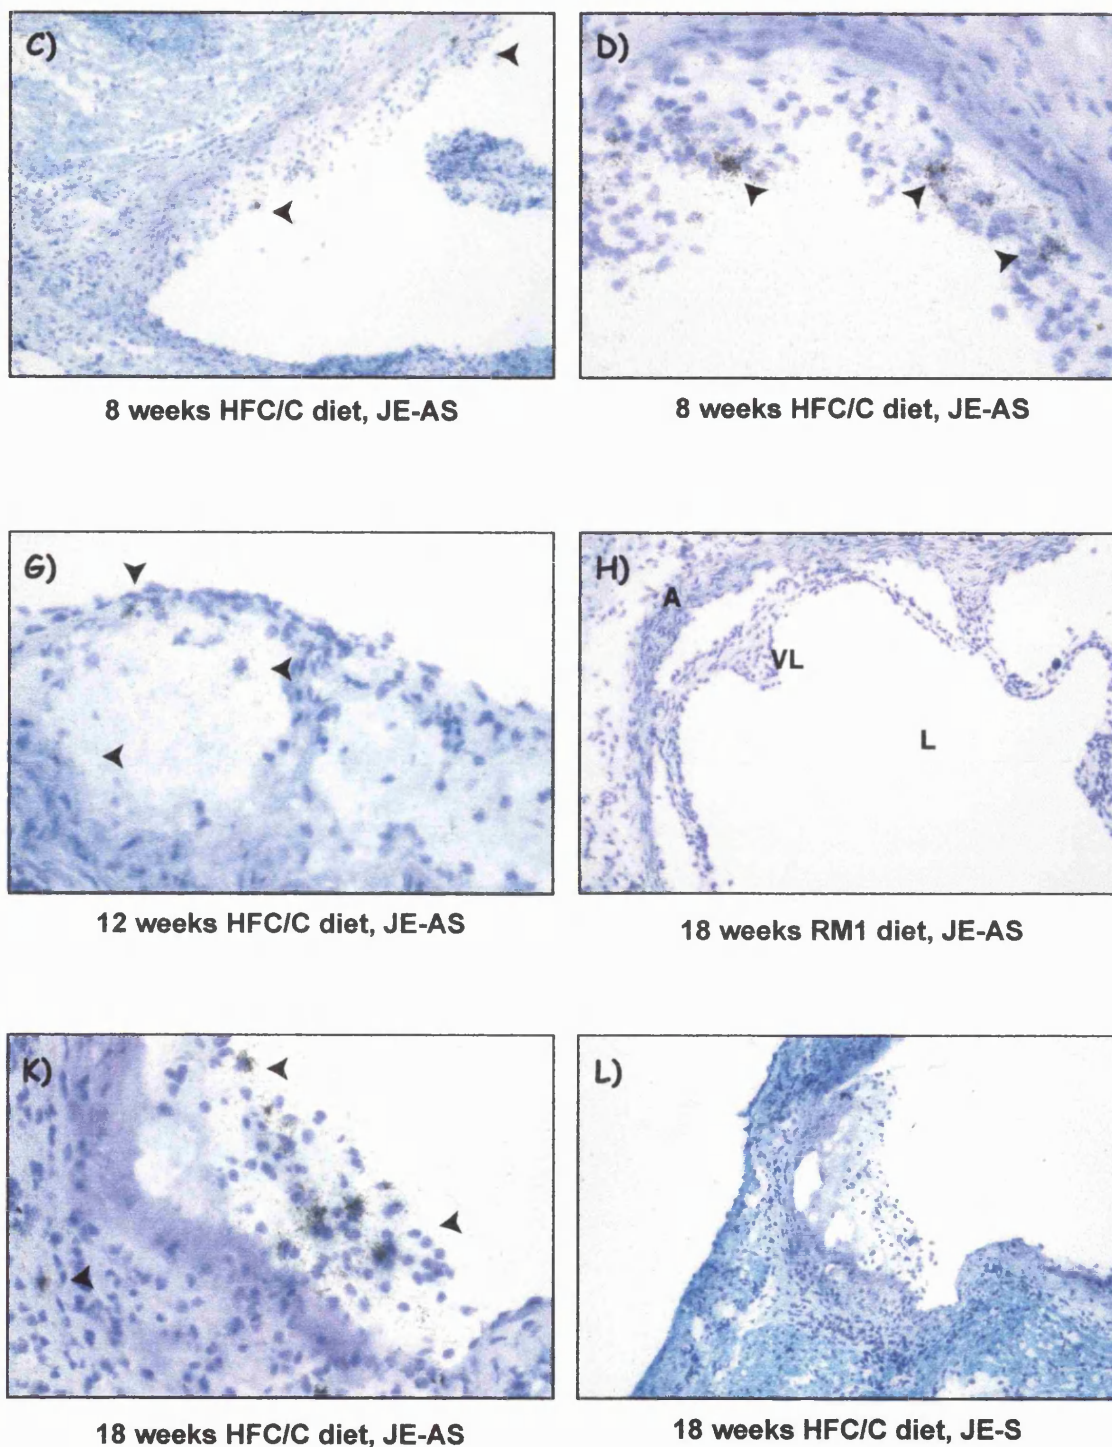 C)
D)
8 weeks HFC/C diet, JE-AS
8 weeks HFC/C diet, JE-AS
G)
H)
A
VL
L
12 weeks HFC/C diet, JE-AS
18 weeks RM1 diet, JE-AS
K)
L)
18 weeks HFC/C diet, JE-AS
18 weeks HFC/C diet, JE-S